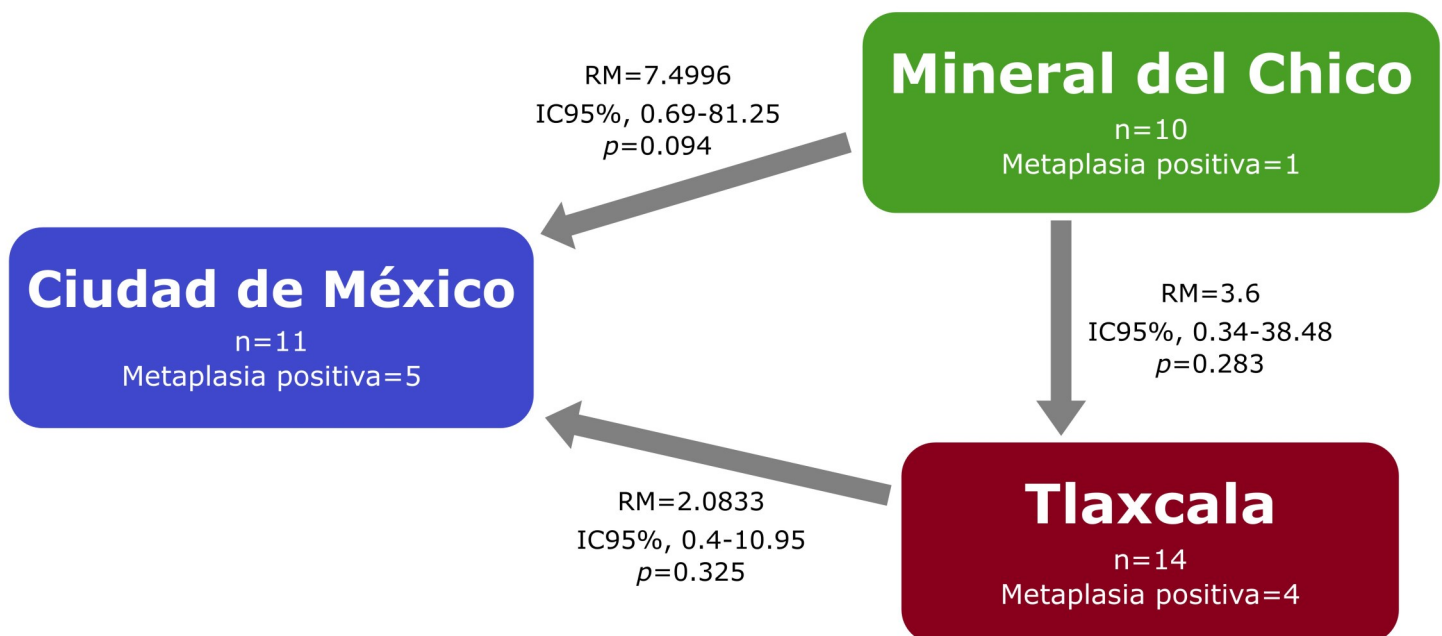 RM=7.4996
IC95%, 0.69-81.25
p=0.094
Mineral del Chico
n=10
Metaplasia positiva=1
Ciudad de México
n=11
Metaplasia positiva=5
RM=3.6
IC95%, 0.34-38.48
p=0.283
RM=2.0833
IC95%, 0.4-10.95
p=0.325
Tlaxcala
n=14
Metaplasia positiva=4